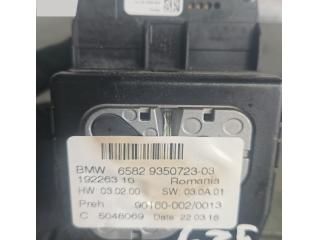 BMW 6582 9350723-03
192263 10 Romania
HW: 03.02.00 SW: 03.0A.01
Preh 90160-002/0013
C 5048069 Date: 22.03.16